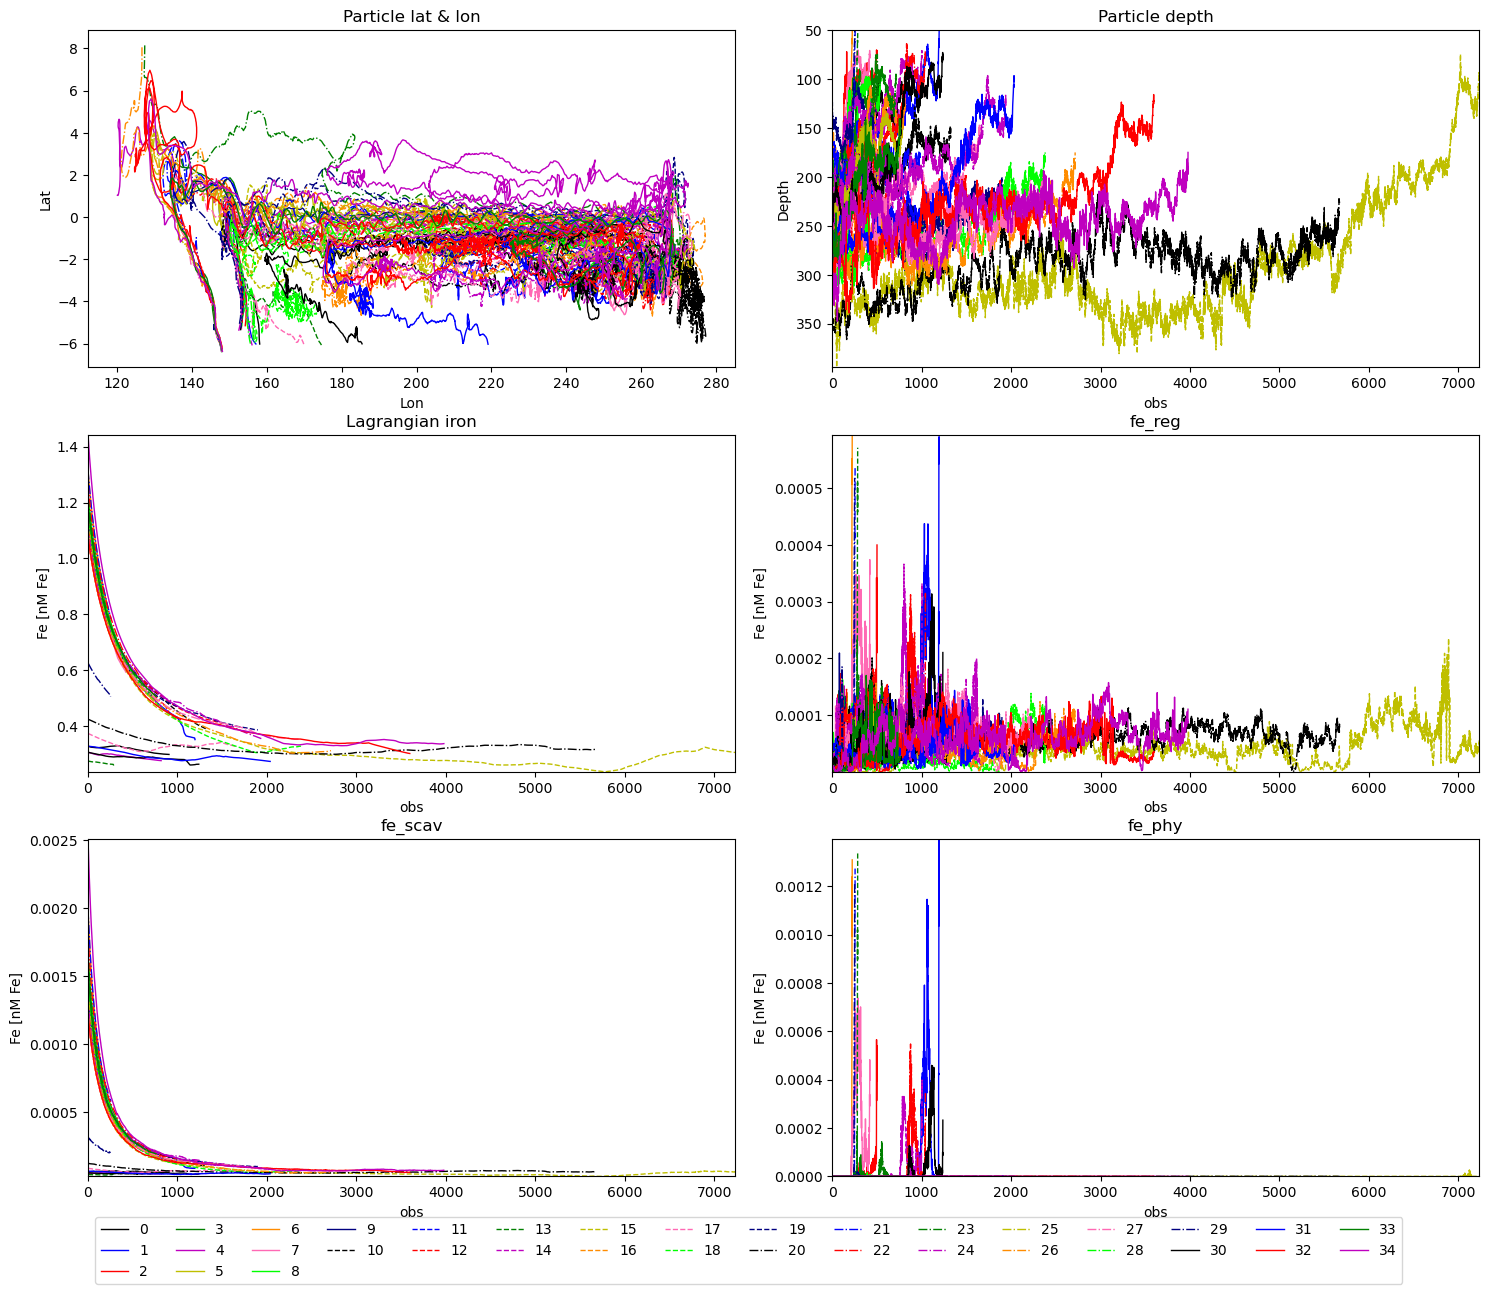 Particle lat & lon
Lat
8
6
4
2
0
−2
−4
−6
120 140 160 180 200 220 240 260 280
Lon
Particle depth
Depth
50
100
150
200
250
300
350
0 1000 2000 3000 4000 5000 6000 7000
obs
Lagrangian iron
Fe [nM Fe]
1.4
1.2
1.0
0.8
0.6
0.4
0 1000 2000 3000 4000 5000 6000 7000
obs
fe_reg
Fe [nM Fe]
0.0005
0.0004
0.0003
0.0002
0.0001
0 1000 2000 3000 4000 5000 6000 7000
obs
fe_scav
Fe [nM Fe]
0.0025
0.0020
0.0015
0.0010
0.0005
0 1000 2000 3000 4000 5000 6000 7000
obs
fe_phy
Fe [nM Fe]
0.0012
0.0010
0.0008
0.0006
0.0004
0.0002
0.0000
0 1000 2000 3000 4000 5000 6000 7000
obs
0 3 6 9 11 13 15 17 19 21 23 25 27 29 31 33
1 4 7 10 12 14 16 18 20 22 24 26 28 30 32 34
2 5 8